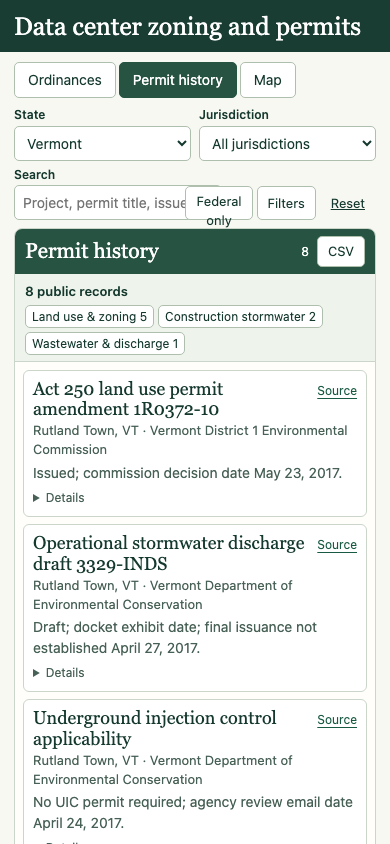 Data center zoning and permits
Ordinances
Permit history
Map
State
Jurisdiction
Vermont
All jurisdictions
Search
Project, permit title, issue
Federal only
Filters
Reset
Permit history
8
CSV
8 public records
Land use & zoning 5
Construction stormwater 2
Wastewater & discharge 1
Act 250 land use permit
amendment 1R0372-10
Source
Rutland Town, VT · Vermont District 1 Environmental
Commission
Issued; commission decision date May 23, 2017.
Details
Operational stormwater discharge
draft 3329-INDS
Source
Rutland Town, VT · Vermont Department of
Environmental Conservation
Draft; docket exhibit date; final issuance not
established April 27, 2017.
Details
Underground injection control
applicability
Source
Rutland Town, VT · Vermont Department of
Environmental Conservation
No UIC permit required; agency review email date
April 24, 2017.